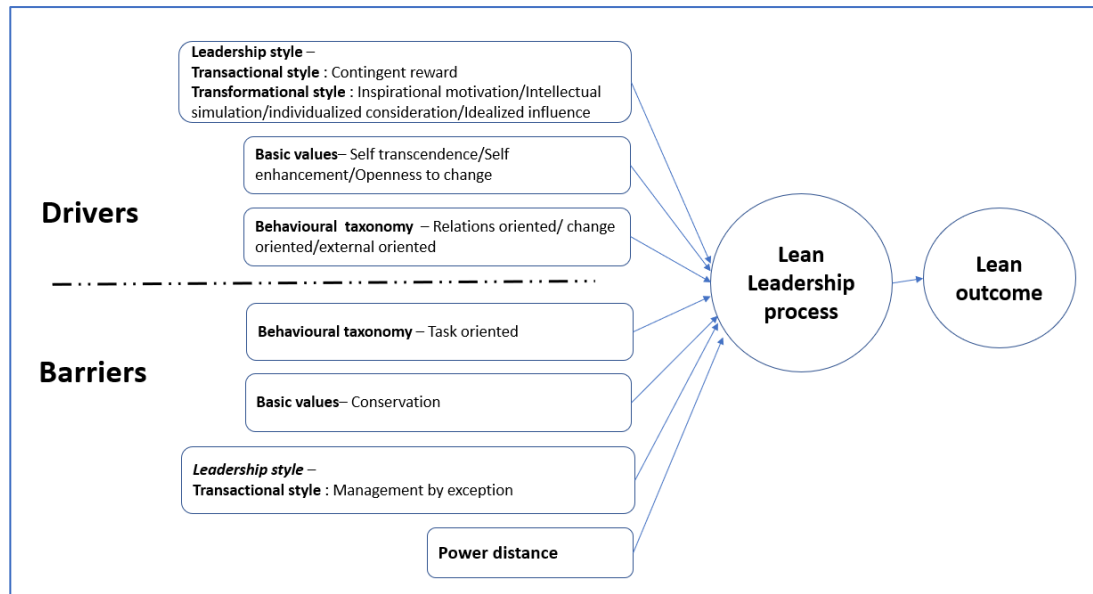 Leadership style –
Transactional style : Contingent reward
Transformational style : Inspirational motivation/Intellectual
simulation/individualized consideration/Idealized influence
Basic values– Self transcendence/Self
enhancement/Openness to change
Drivers
Behavioural taxonomy – Relations oriented/ change
oriented/external oriented
Lean
Leadership
process
Lean
outcome
Behavioural taxonomy – Task oriented
Barriers
Basic values– Conservation
Leadership style –
Transactional style : Management by exception
Power distance